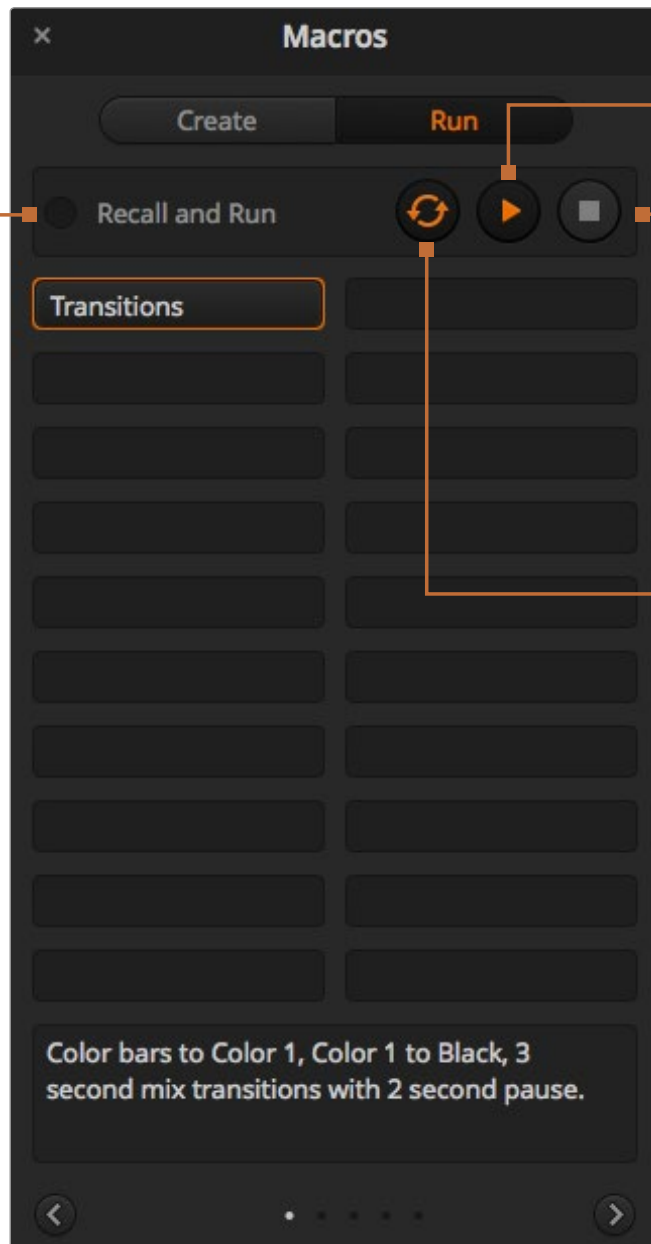 Macros
Create
Run
Recall and Run
Transitions
Color bars to Color 1, Color 1 to Black, 3
second mix transitions with 2 second pause.